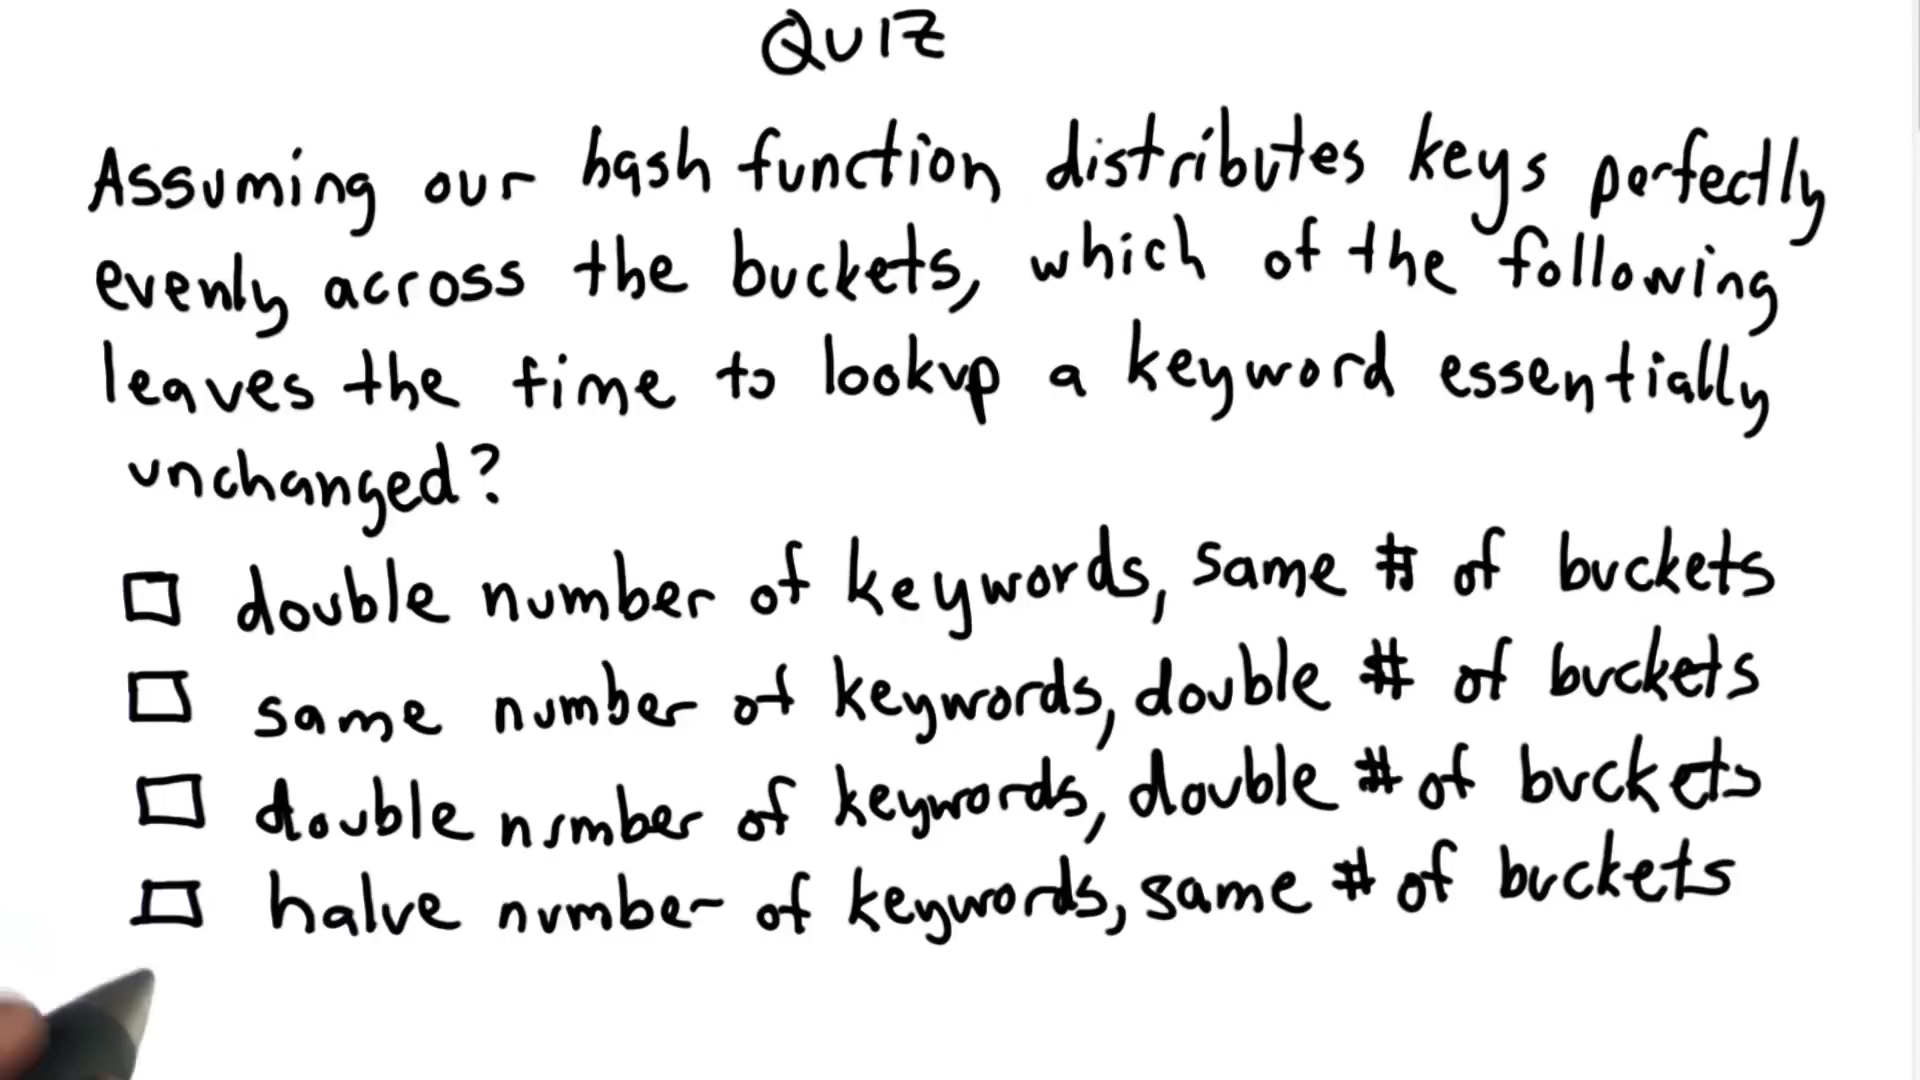 QUIZ
Assuming our hash function distributes keys perfectly
evenly across the buckets, which of the following
leaves the time to lookup a keyword essentially
unchanged?
double number of keywords, same # of buckets
same number of keywords, double # of buckets
double number of keywords, double # of buckets
halve number of keywords, same # of buckets